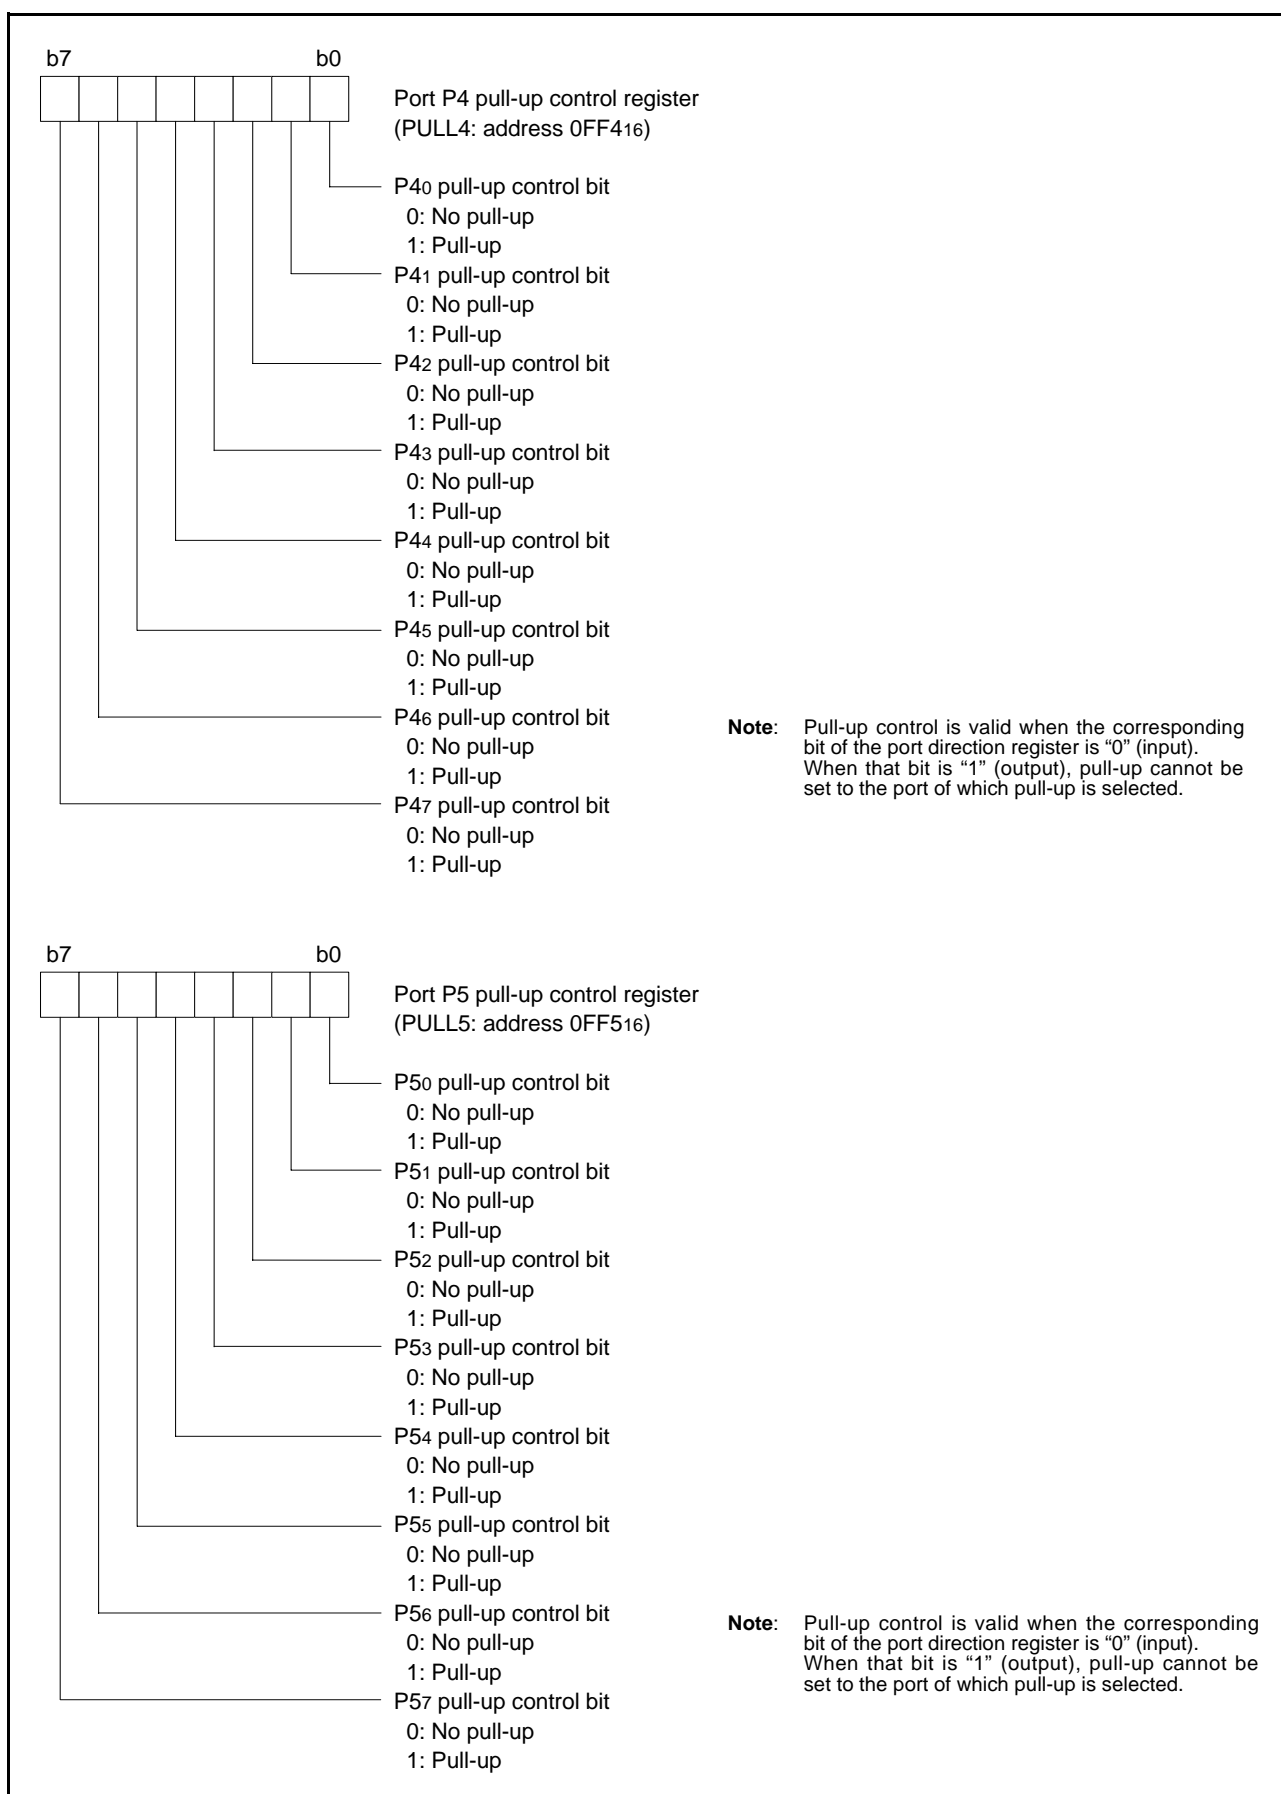 b7 b0
Port P4 pull-up control register
(PULL4: address 0FF416)
P40 pull-up control bit
0: No pull-up
1: Pull-up
P41 pull-up control bit
0: No pull-up
1: Pull-up
P42 pull-up control bit
0: No pull-up
1: Pull-up
P43 pull-up control bit
0: No pull-up
1: Pull-up
P44 pull-up control bit
0: No pull-up
1: Pull-up
P45 pull-up control bit
0: No pull-up
1: Pull-up
P46 pull-up control bit
0: No pull-up
1: Pull-up
P47 pull-up control bit
0: No pull-up
1: Pull-up
Note: Pull-up control is valid when the corresponding
bit of the port direction register is “0” (input).
When that bit is “1” (output), pull-up cannot be
set to the port of which pull-up is selected.
b7 b0
Port P5 pull-up control register
(PULL5: address 0FF516)
P50 pull-up control bit
0: No pull-up
1: Pull-up
P51 pull-up control bit
0: No pull-up
1: Pull-up
P52 pull-up control bit
0: No pull-up
1: Pull-up
P53 pull-up control bit
0: No pull-up
1: Pull-up
P54 pull-up control bit
0: No pull-up
1: Pull-up
P55 pull-up control bit
0: No pull-up
1: Pull-up
P56 pull-up control bit
0: No pull-up
1: Pull-up
P57 pull-up control bit
0: No pull-up
1: Pull-up
Note: Pull-up control is valid when the corresponding
bit of the port direction register is “0” (input).
When that bit is “1” (output), pull-up cannot be
set to the port of which pull-up is selected.